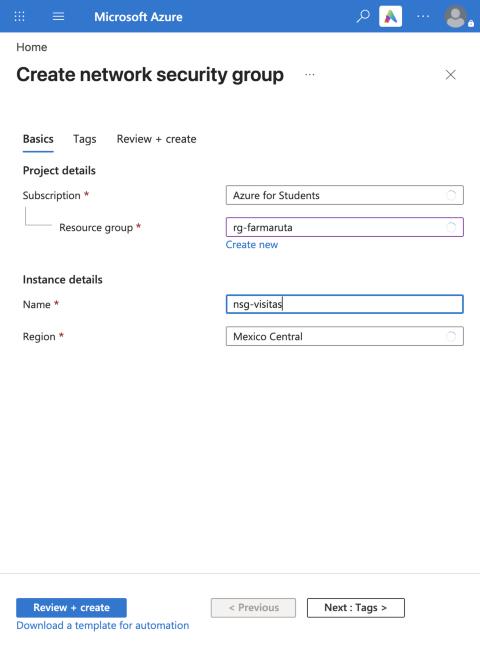 Microsoft Azure
Home
Create network security group
Basics Tags Review + create
Project details
Subscription * Azure for Students
Resource group * rg-farmaruta
Create new
Instance details
Name * nsg-visitas
Region * Mexico Central
Review + create < Previous Next : Tags >
Download a template for automation